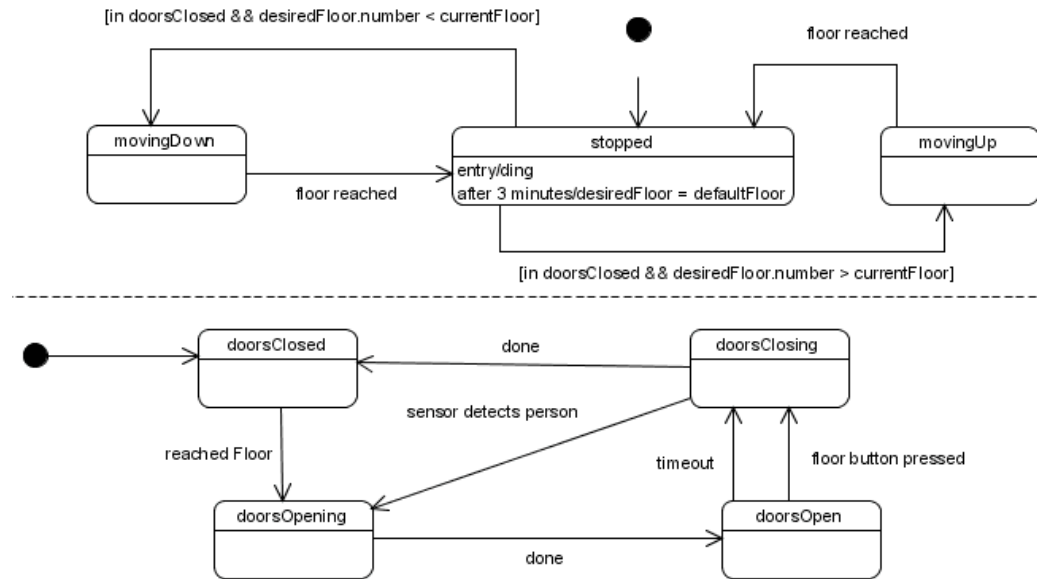 [in doorsClosed && desiredFloor.number < currentFloor]
floor reached
movingDown
stopped
movingUp
entry/ding
after 3 minutes/desiredFloor = defaultFloor
floor reached
[in doorsClosed && desiredFloor.number > currentFloor]
doorsClosed
done
doorsClosing
sensor detects person
reached Floor
timeout
floor button pressed
doorsOpening
doorsOpen
done